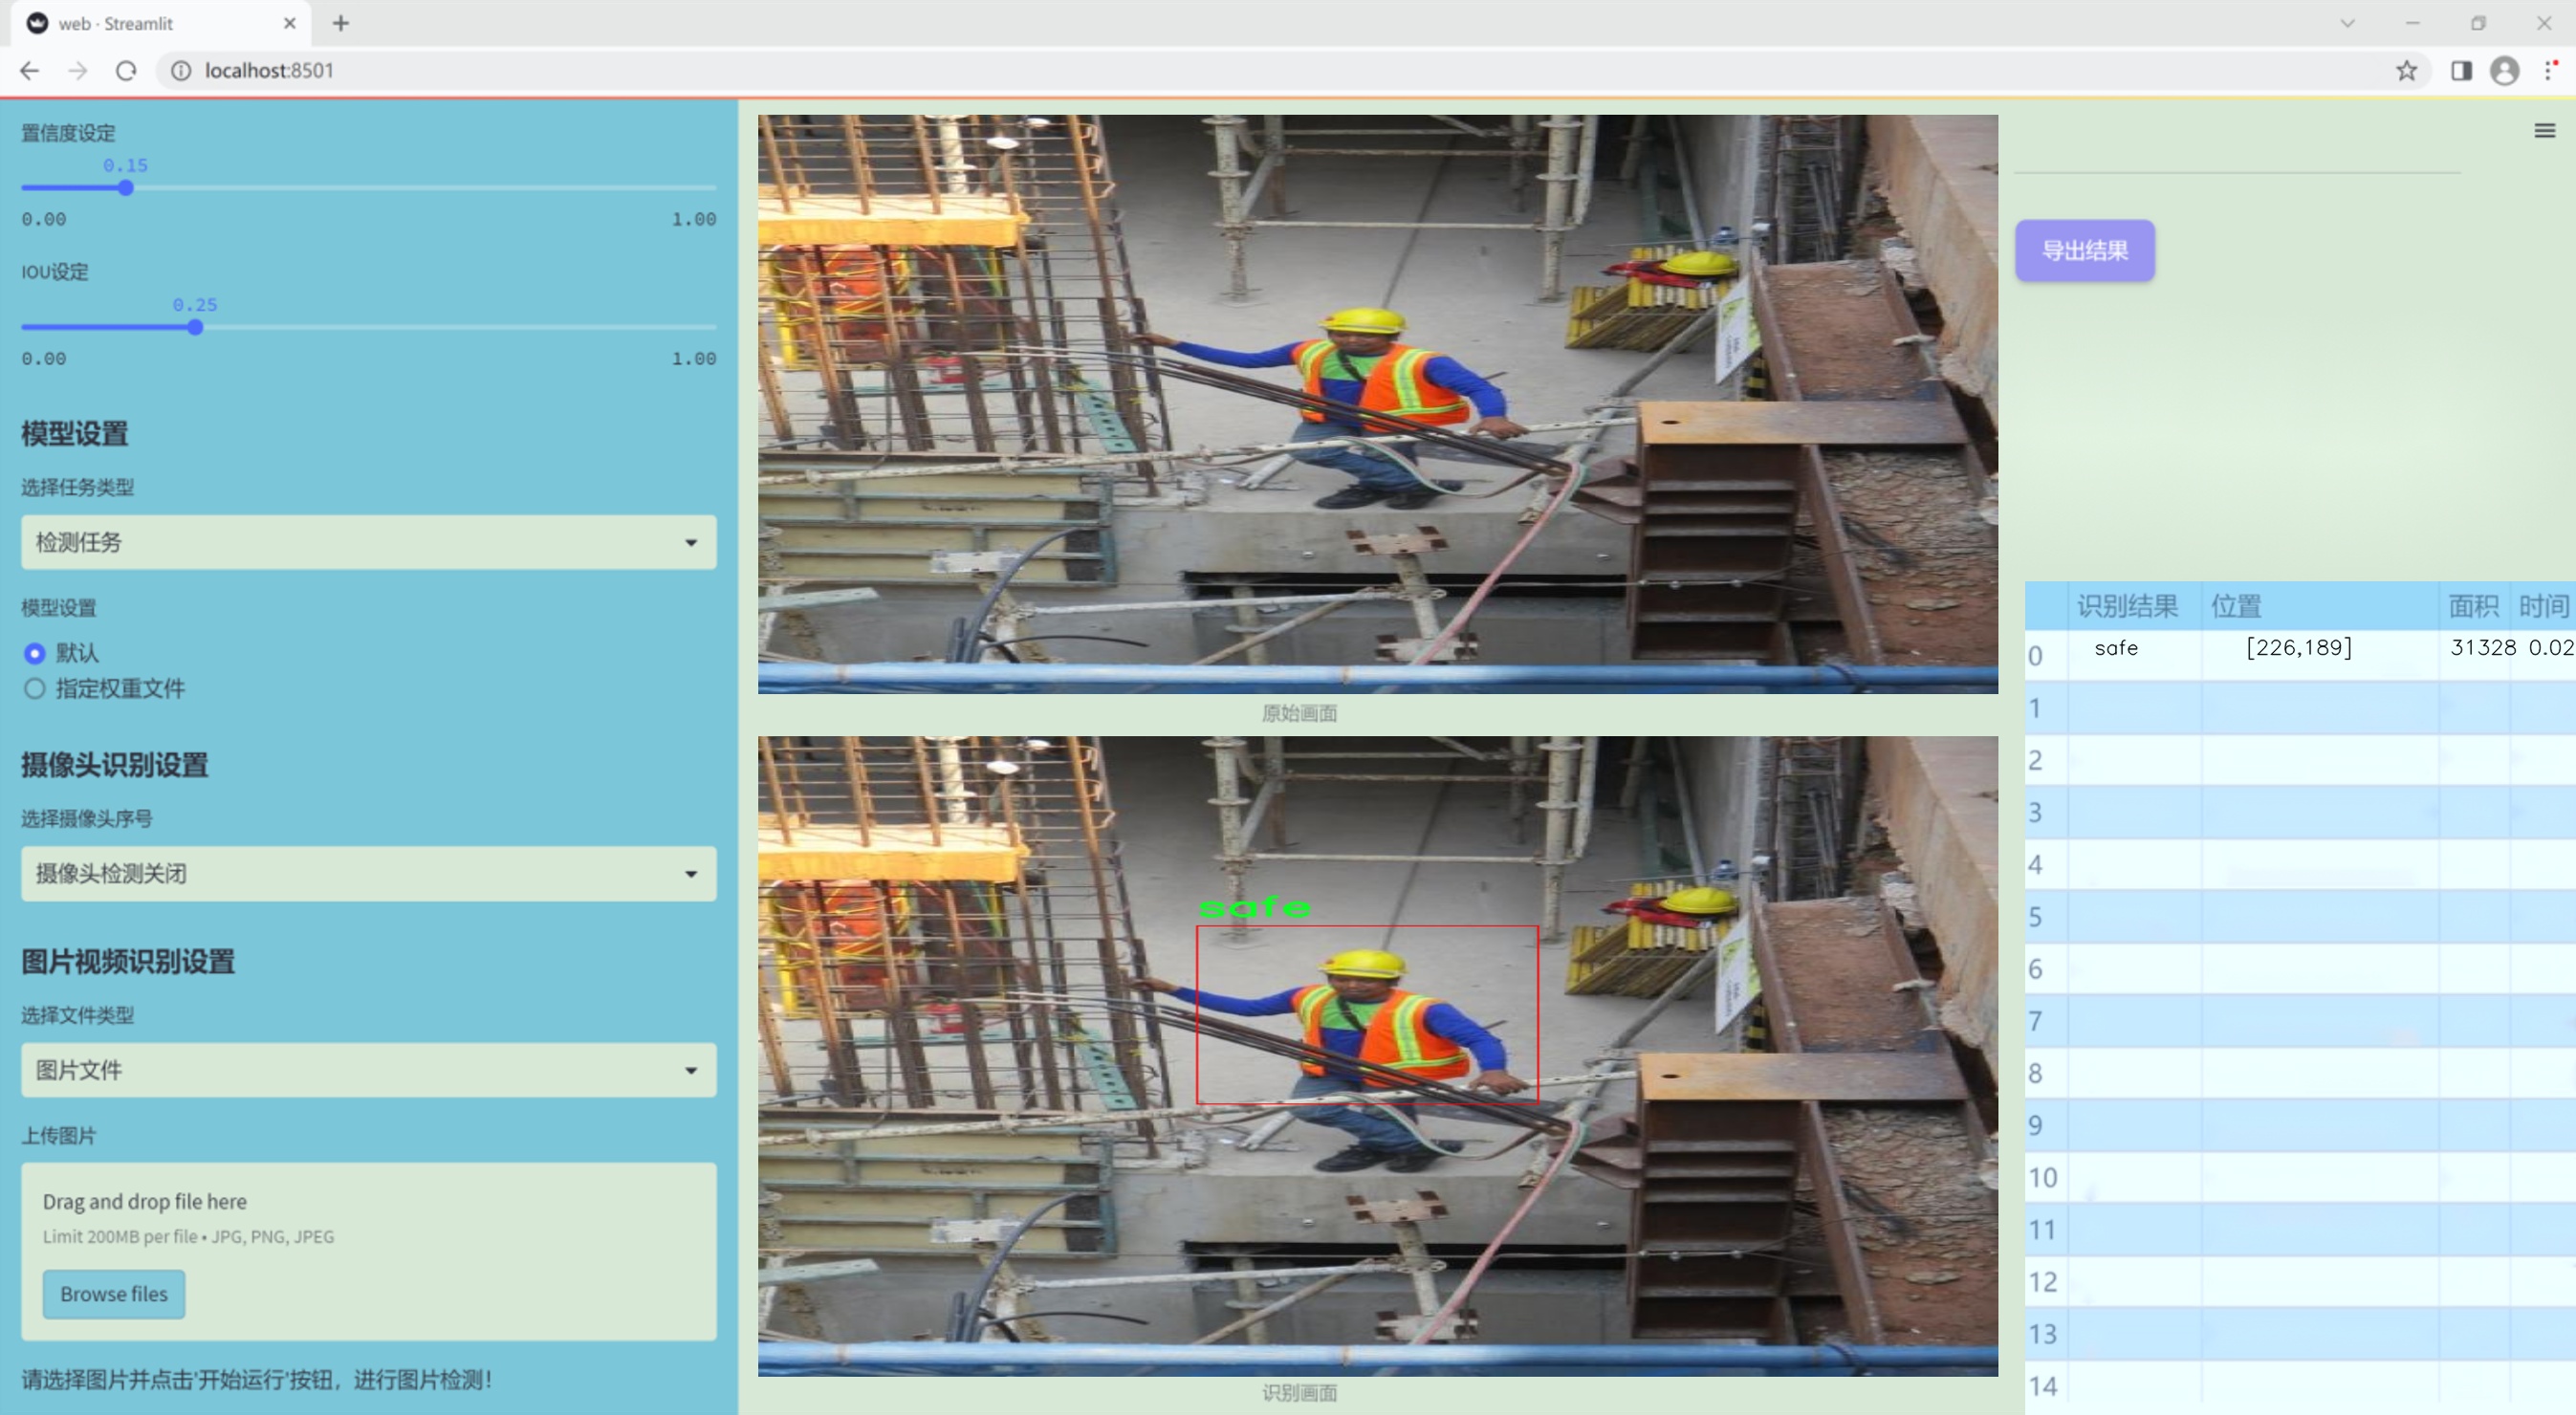 web · Streamlit
localhost:8501
置信度设定
0.15
0.00 1.00
IOU设定
0.25
0.00 1.00
模型设置
选择任务类型
检测任务
模型设置
默认
指定权重文件
摄像头识别设置
选择摄像头序号
摄像头检测关闭
图片视频识别设置
选择文件类型
图片文件
上传图片
Drag and drop file here
Limit 200MB per file • JPG, PNG, JPEG
Browse files
请选择图片并点击'开始运行'按钮，进行图片检测！
原始画面
safe
识别画面
导出结果
识别结果 位置 面积 时间
0 safe [226,189] 31328 0.02
1
2
3
4
5
6
7
8
9
10
11
12
13
14